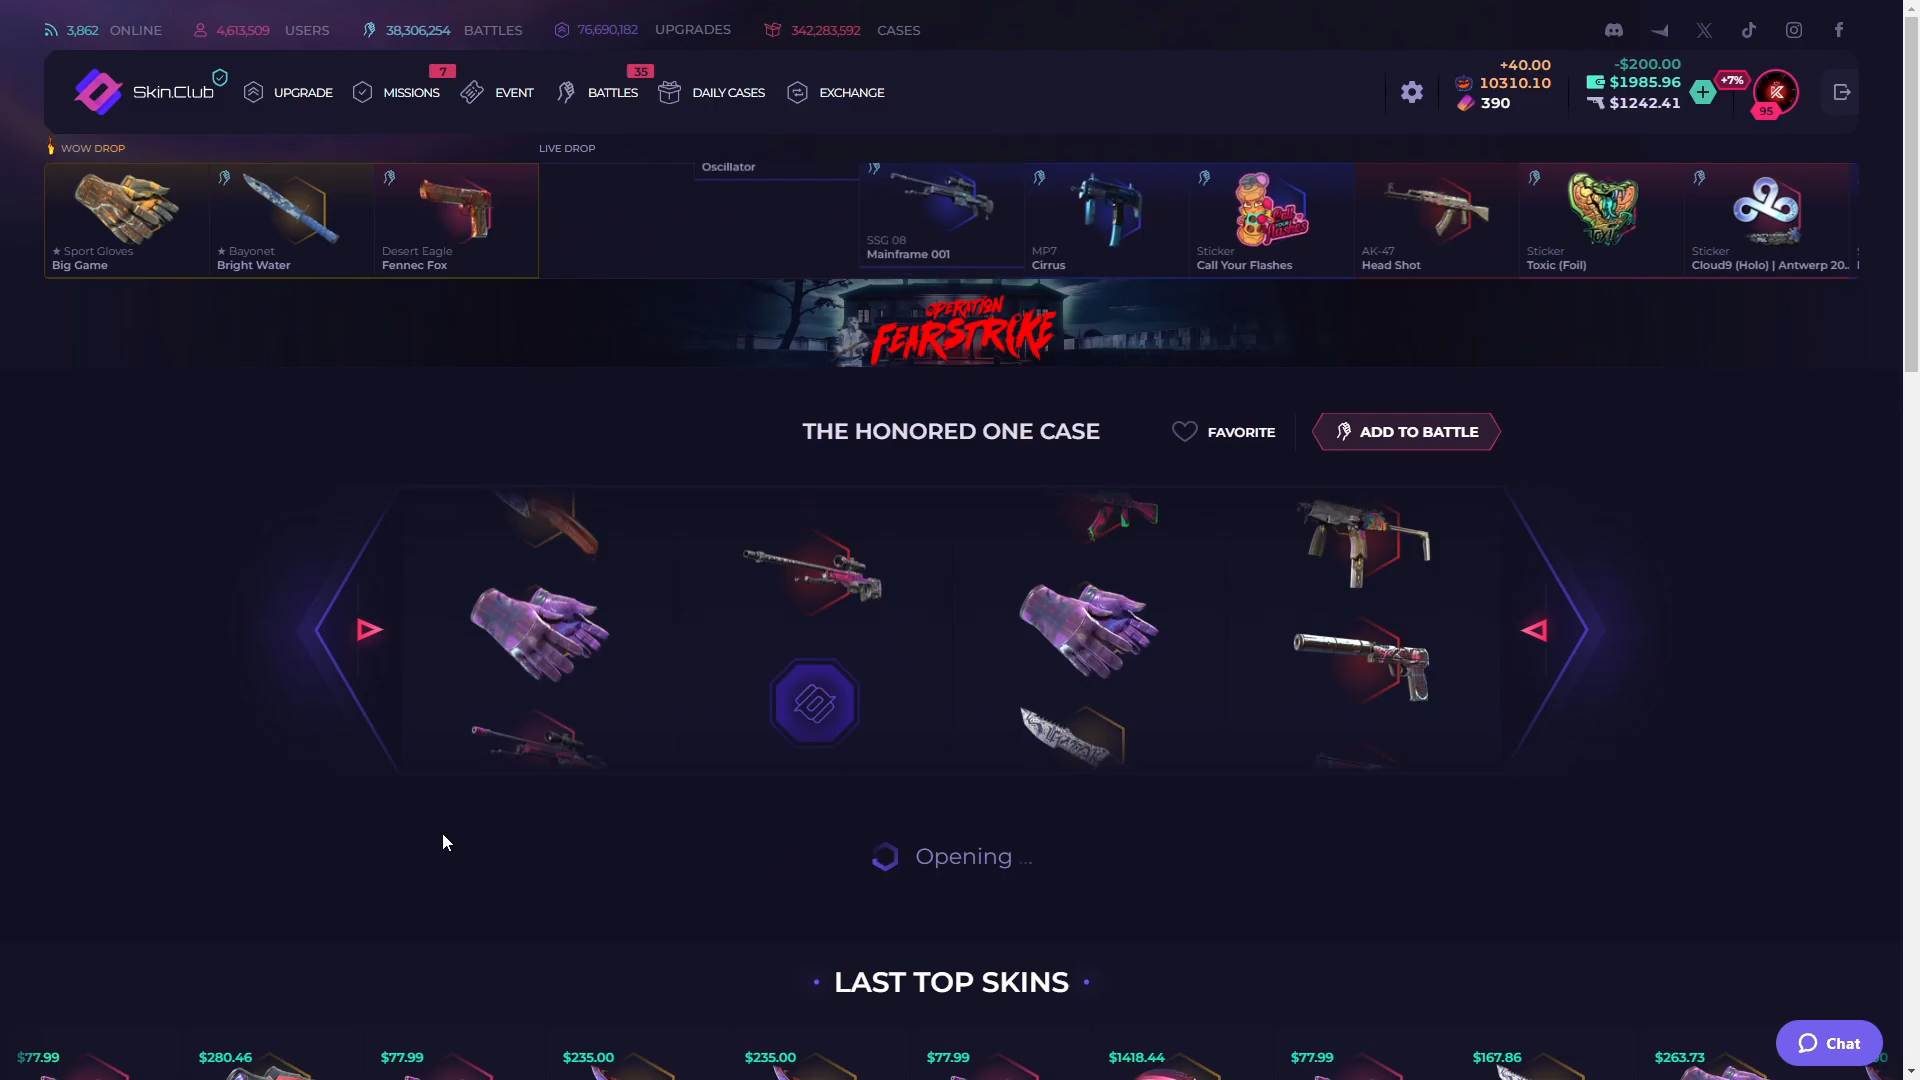 3,862 ONLINE 4,613,509 USERS 38,306,254 BATTLES 76,690,182 UPGRADES 342,283,592 CASES
+40.00 -$200.00
Skin.Club UPGRADE 7 MISSIONS EVENT 35 BATTLES DAILY CASES EXCHANGE 10310.10 $1985.96 +7%
390 $1242.41 95
WOW DROP LIVE DROP
Oscillator
★ Sport Gloves
Big Game
★ Bayonet
Bright Water
Desert Eagle
Fennec Fox
SSG 08
Mainframe 001
MP7
Cirrus
Sticker
Call Your Flashes
AK-47
Head Shot
Sticker
Toxic (Foil)
Sticker
Cloud9 (Holo) | Antwerp 20...
OPERATION
FEARSTRIKE
THE HONORED ONE CASE FAVORITE ADD TO BATTLE
Opening ...
LAST TOP SKINS
Chat
$77.99 $280.46 $77.99 $235.00 $235.00 $77.99 $1418.44 $77.99 $167.86 $263.73